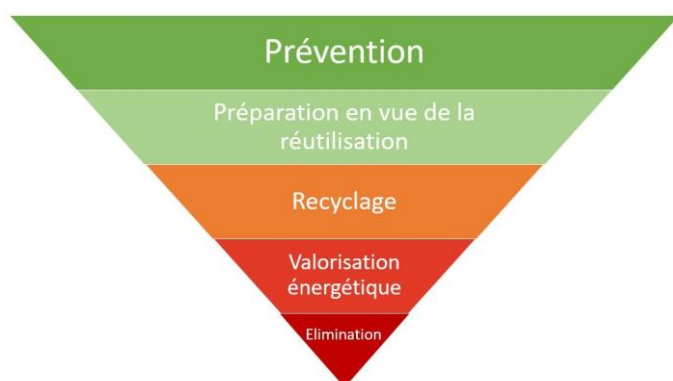 Prévention
Préparation en vue de la
réutilisation
Recyclage
Valorisation
énergétique
Elimination